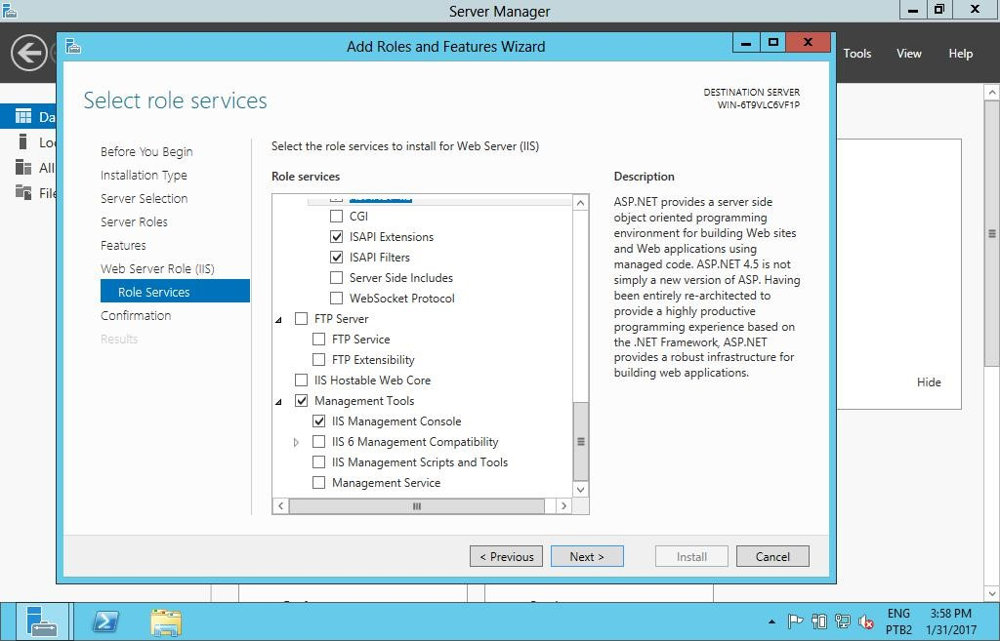 Server Manager
Tools View Help
Add Roles and Features Wizard
Select role services
DESTINATION SERVER
WIN-6T9VLC6VF1P
Before You Begin
Installation Type
Server Selection
Server Roles
Features
Web Server Role (IIS)
Role Services
Confirmation
Results
Select the role services to install for Web Server (IIS)
Role services
CGI
ISAPI Extensions
ISAPI Filters
Server Side Includes
WebSocket Protocol
FTP Server
FTP Service
FTP Extensibility
IIS Hostable Web Core
Management Tools
IIS Management Console
IIS 6 Management Compatibility
IIS Management Scripts and Tools
Management Service
Description
ASP.NET provides a server side
object oriented programming
environment for building Web sites
and Web applications using
managed code. ASP.NET 4.5 is not
simply a new version of ASP. Having
been entirely re-architected to
provide a highly productive
programming experience based on
the .NET Framework, ASP.NET
provides a robust infrastructure for
building web applications.
Hide
< Previous Next > Install Cancel
Da
Loc
All
File
ENG 3:58 PM
PTB2 1/31/2017